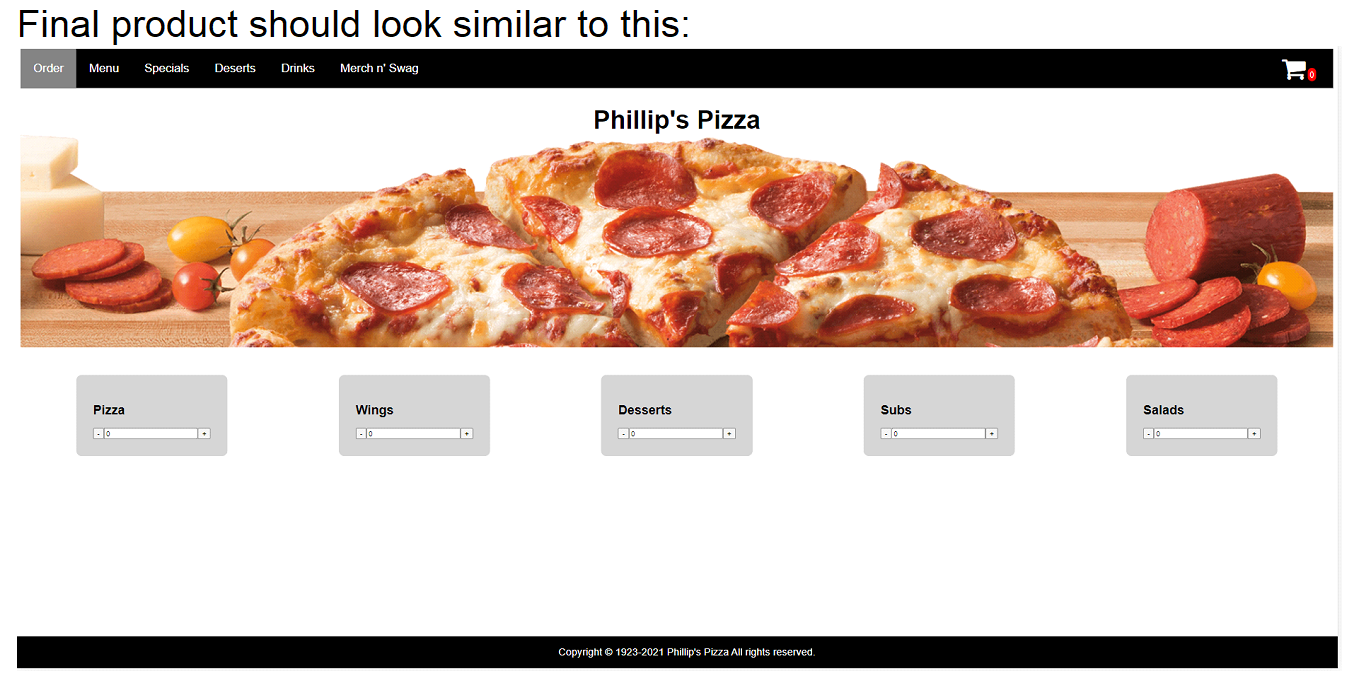 Final product should look similar to this:
Order Menu Specials Deserts Drinks Merch n' Swag 0
Phillip's Pizza
Pizza Wings Desserts Subs Salads
- 0 + - 0 + - 0 + - 0 + - 0 +
Copyright © 1923-2021 Phillip's Pizza All rights reserved.